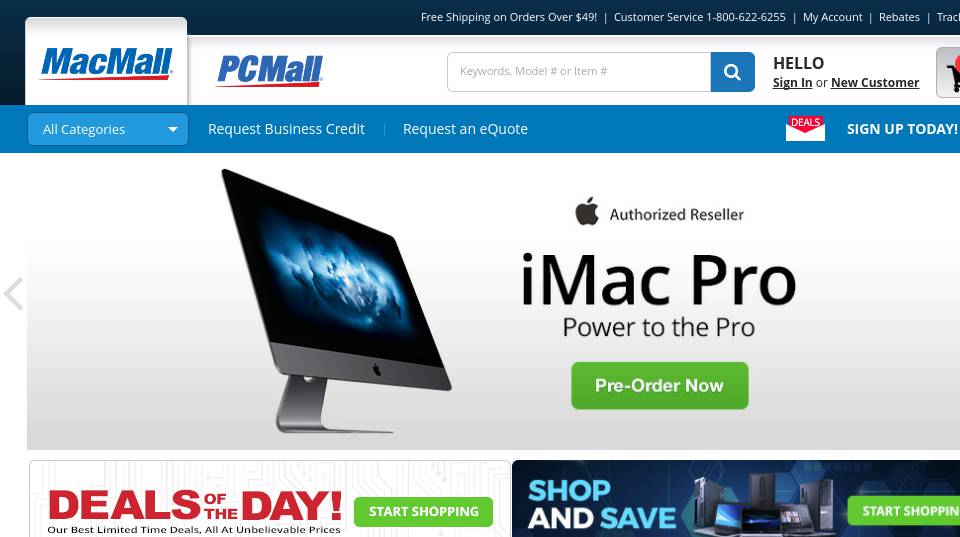 Free Shipping on Orders Over $49! | Customer Service 1-800-622-6255 | My Account | Rebates |
MacMall
PCMall
Keywords, Model # or Item #
HELLO
Sign In or New Customer
All Categories
Request Business Credit
Request an eQuote
DEALS
SIGN UP TODAY!
Authorized Reseller
iMac Pro
Power to the Pro
Pre-Order Now
DEALS OF THE DAY!
Our Best Limited Time Deals, All At Unbelievable Prices
START SHOPPING
SHOP
AND SAVE
START SHOPPIN